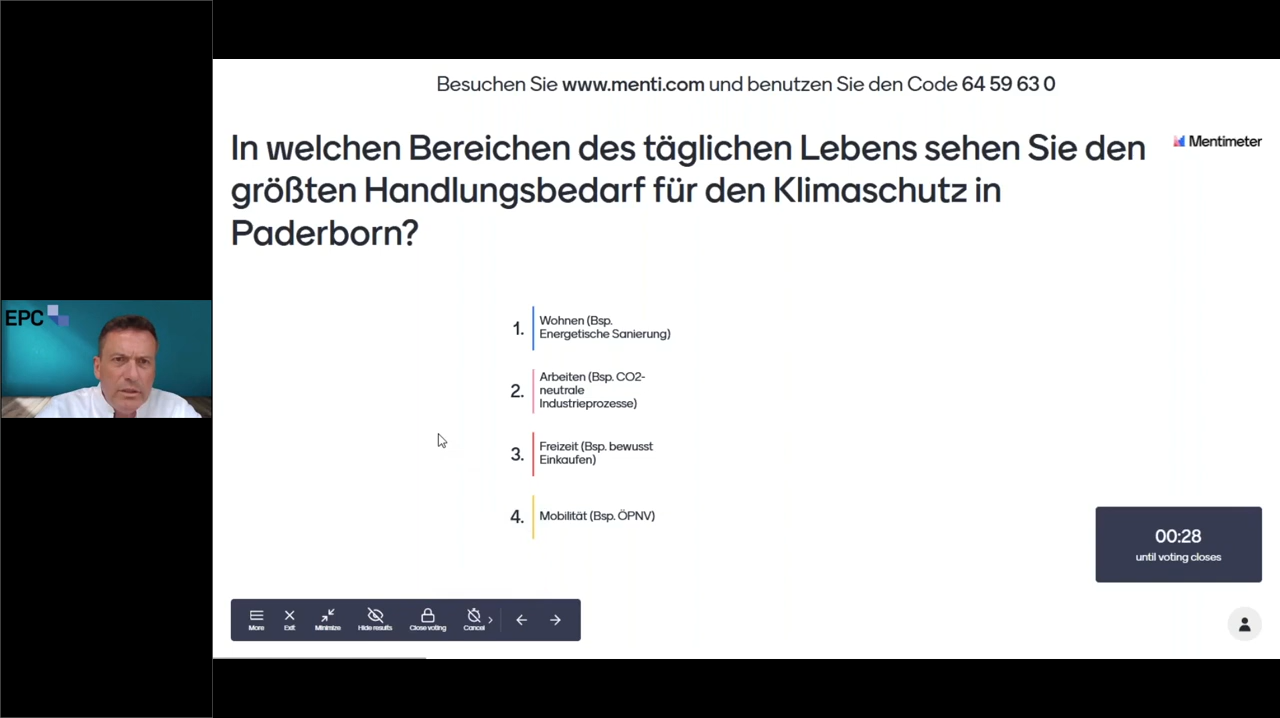 Besuchen Sie www.menti.com und benutzen Sie den Code 64 59 63 0
In welchen Bereichen des täglichen Lebens sehen Sie den
größten Handlungsbedarf für den Klimaschutz in
Paderborn?
Mentimeter
EPC
1.
Wohnen (Bsp.
Energetische Sanierung)
2.
Arbeiten (Bsp. CO2-
neutrale
Industrieprozesse)
3.
Freizeit (Bsp. bewusst
Einkaufen)
4.
Mobilität (Bsp. ÖPNV)
00:28
until voting closes
More Exit Minimize Hide results Close voting Cancel